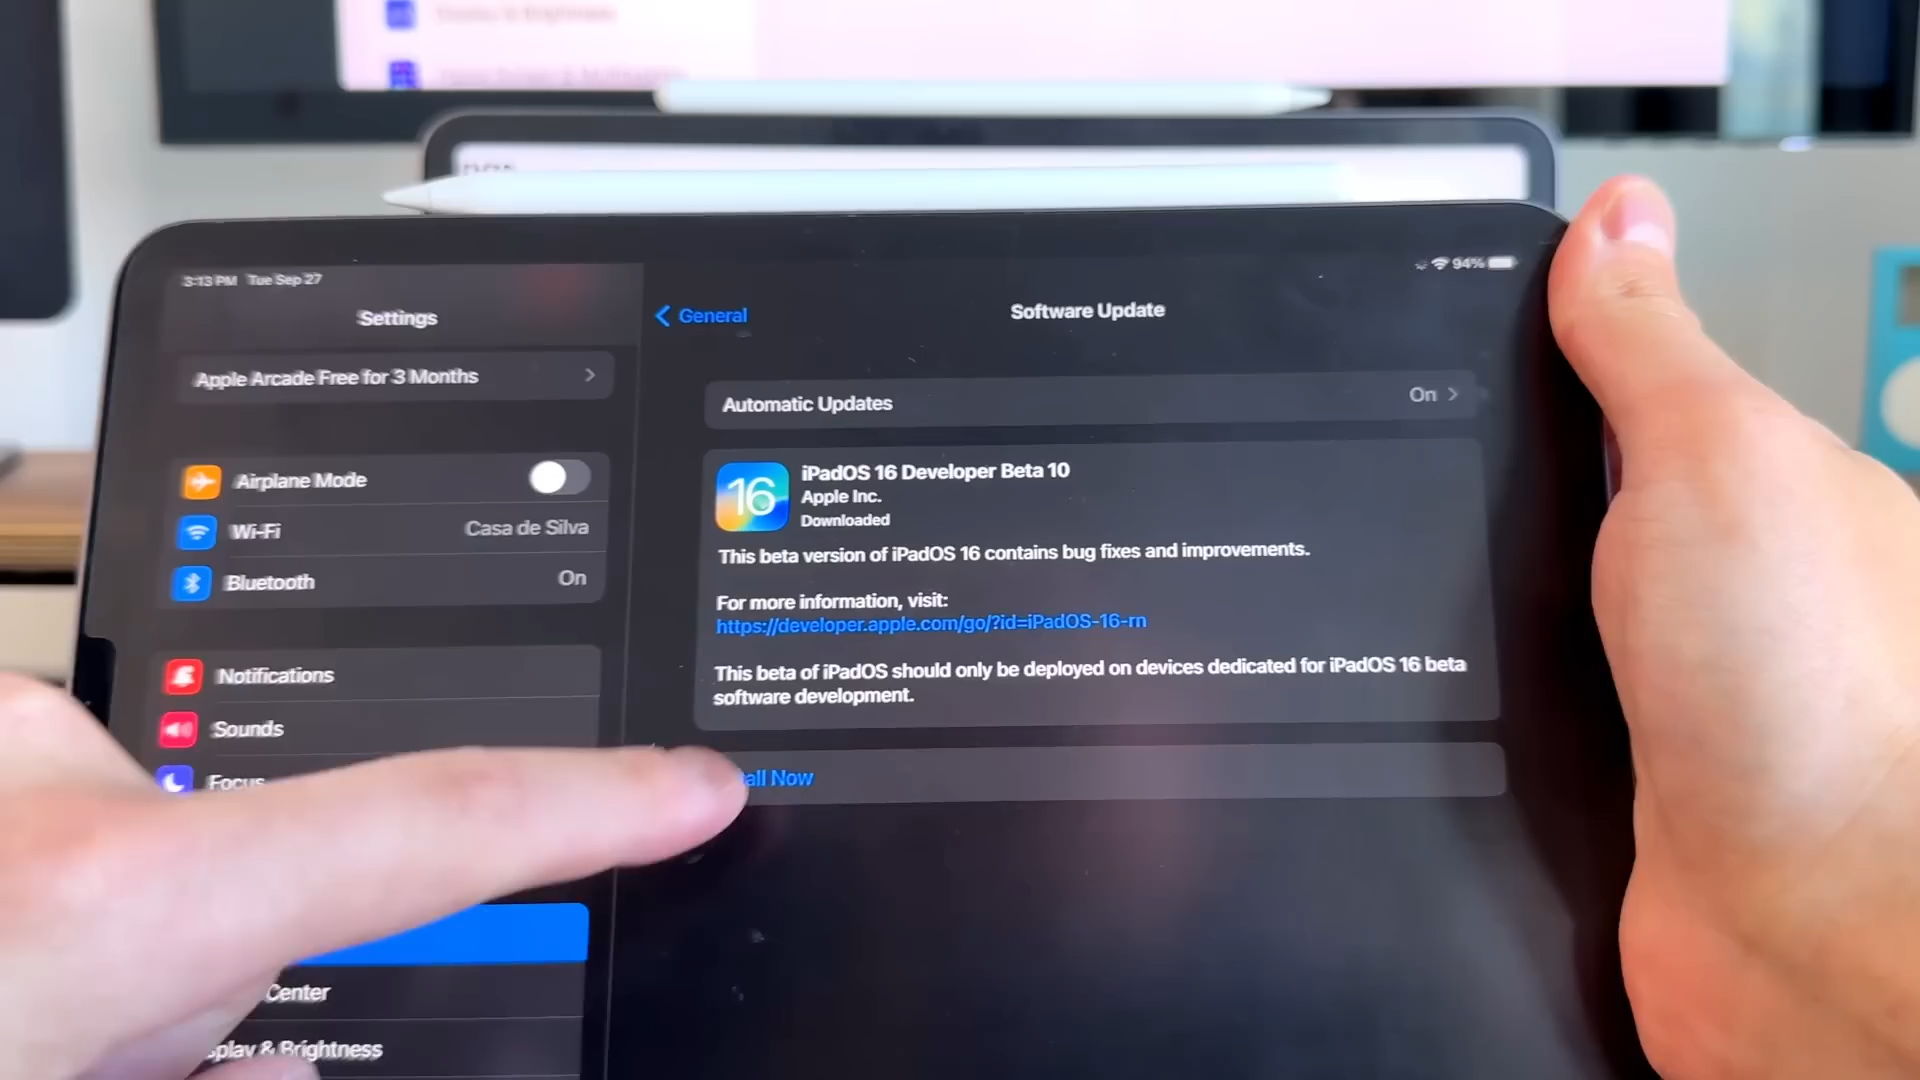 Display & Brightness
3:13 PM Tue Sep 27
94%
Settings
Apple Arcade Free for 3 Months
Airplane Mode
Wi-Fi
Casa de Silva
Bluetooth
On
Notifications
Sounds
Focus
Center
splay & Brightness
General
Software Update
Automatic Updates
On
16
iPadOS 16 Developer Beta 10
Apple Inc.
Downloaded
This beta version of iPadOS 16 contains bug fixes and improvements.
For more information, visit:
https://developer.apple.com/go/?id=iPadOS-16-rn
This beta of iPadOS should only be deployed on devices dedicated for iPadOS 16 beta
software development.
all Now